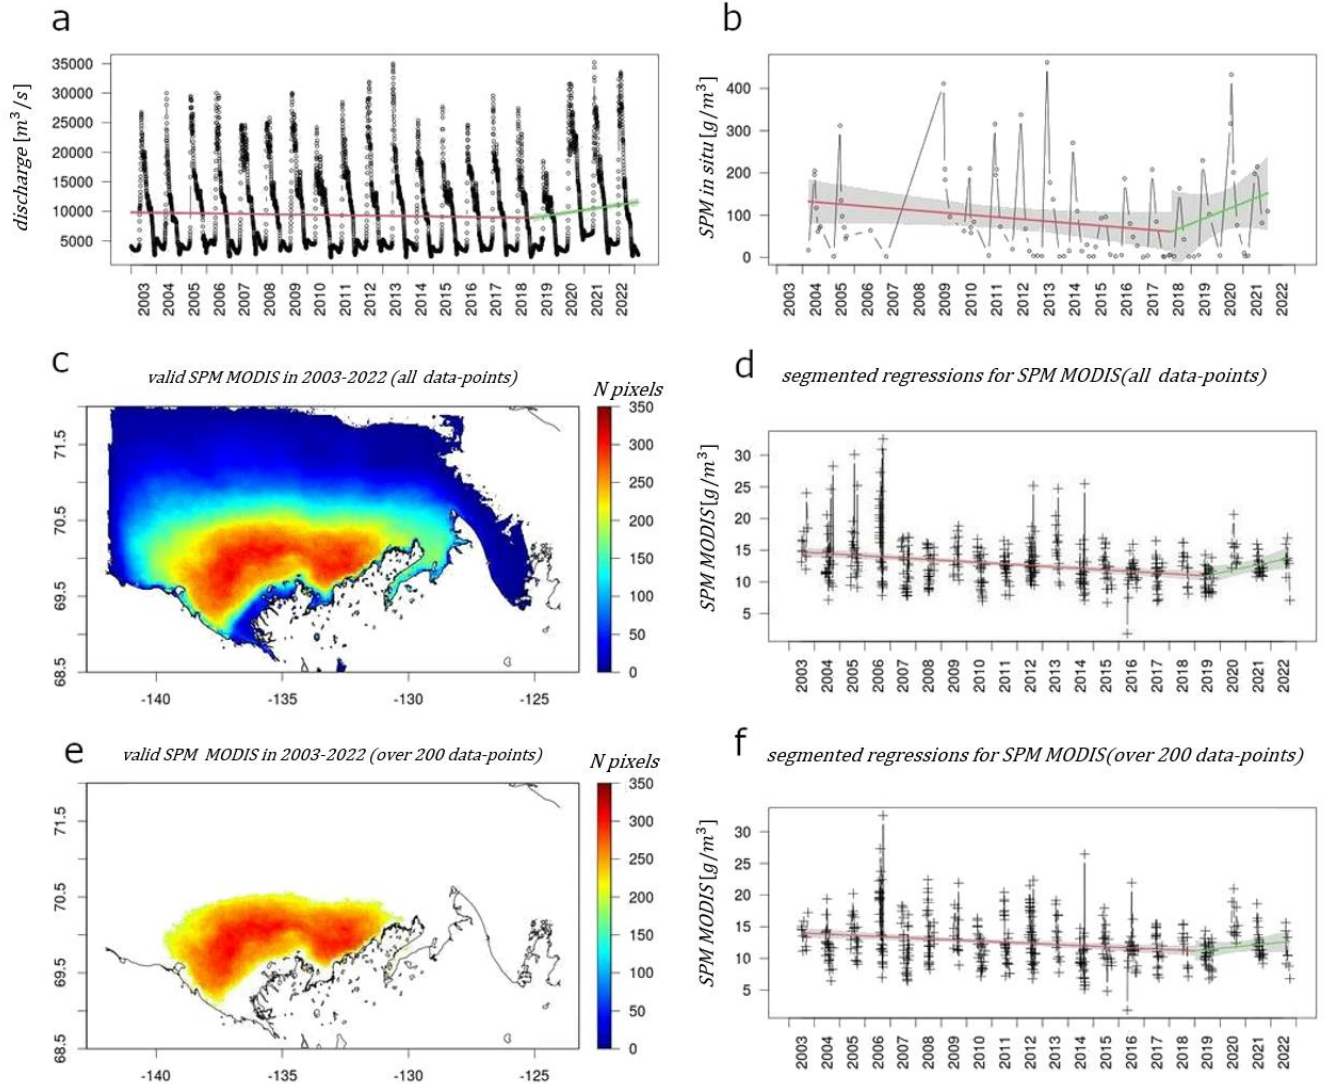 a
discharge [m³/s]
35000
30000
25000
20000
15000
10000
5000
2003 2004 2005 2006 2007 2008 2009 2010 2011 2012 2013 2014 2015 2016 2017 2018 2019 2020 2021 2022
b
SPM in situ [g/m³]
400
300
200
100
0
2003 2004 2005 2009 2010 2011 2012 2013 2014 2015 2016 2017 2018 2019 2020 2021 2022
c
valid SPM MODIS in 2003-2022 (all data-points)
N pixels
71.5
70.5
69.5
68.5
-140 -135 -130 -125
350
300
250
200
150
100
50
0
d
segmented regressions for SPM MODIS(all data-points)
SPM MODIS[g/m³]
30
25
20
15
10
5
2003 2004 2005 2006 2007 2008 2009 2010 2011 2012 2013 2014 2015 2016 2017 2018 2019 2020 2021 2022
e
valid SPM MODIS in 2003-2022 (over 200 data-points)
N pixels
71.5
70.5
69.5
68.5
-140 -135 -130 -125
350
300
250
200
150
100
50
0
f
segmented regressions for SPM MODIS(over 200 data-points)
SPM MODIS[g/m³]
30
25
20
15
10
5
2003 2004 2005 2006 2007 2008 2009 2010 2011 2012 2013 2014 2015 2016 2017 2018 2019 2020 2021 2022